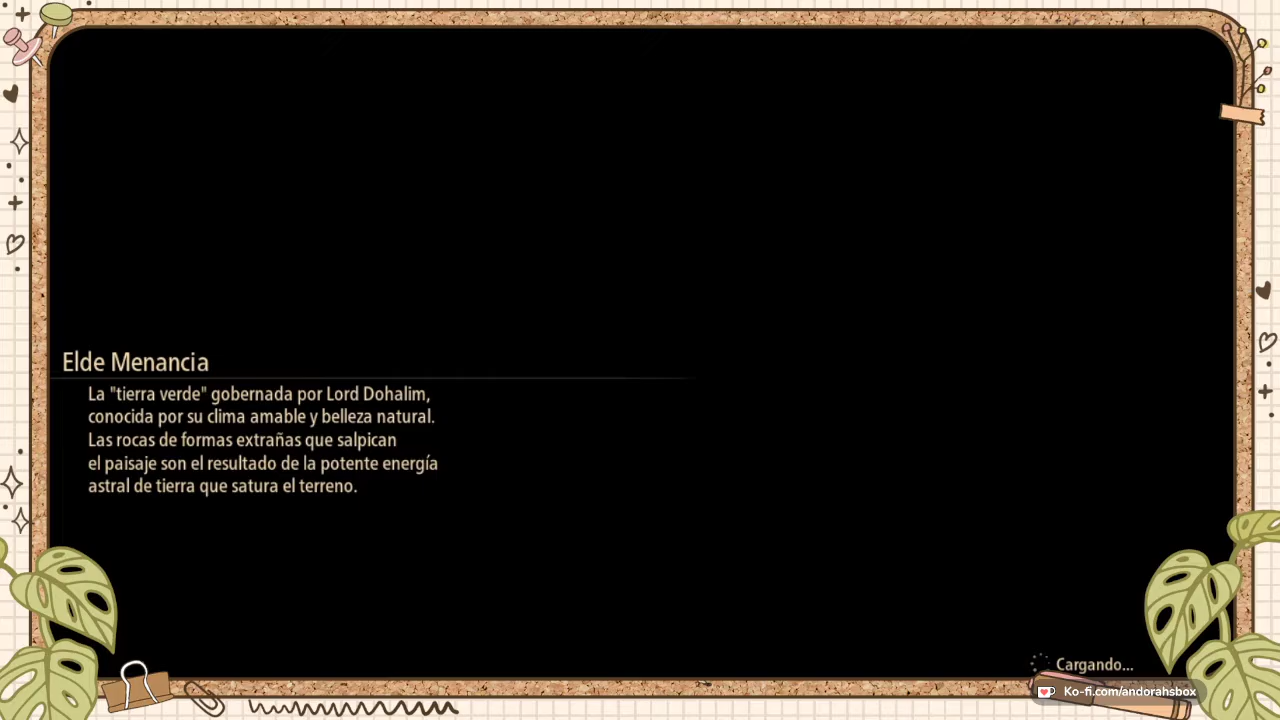 Elde Menancia
La "tierra verde" gobernada por Lord Dohalim,
conocida por su clima amable y belleza natural.
Las rocas de formas extrañas que salpican
el paisaje son el resultado de la potente energía
astral de tierra que satura el terreno.
Cargando...
Ko-fi.com/andorahsbox